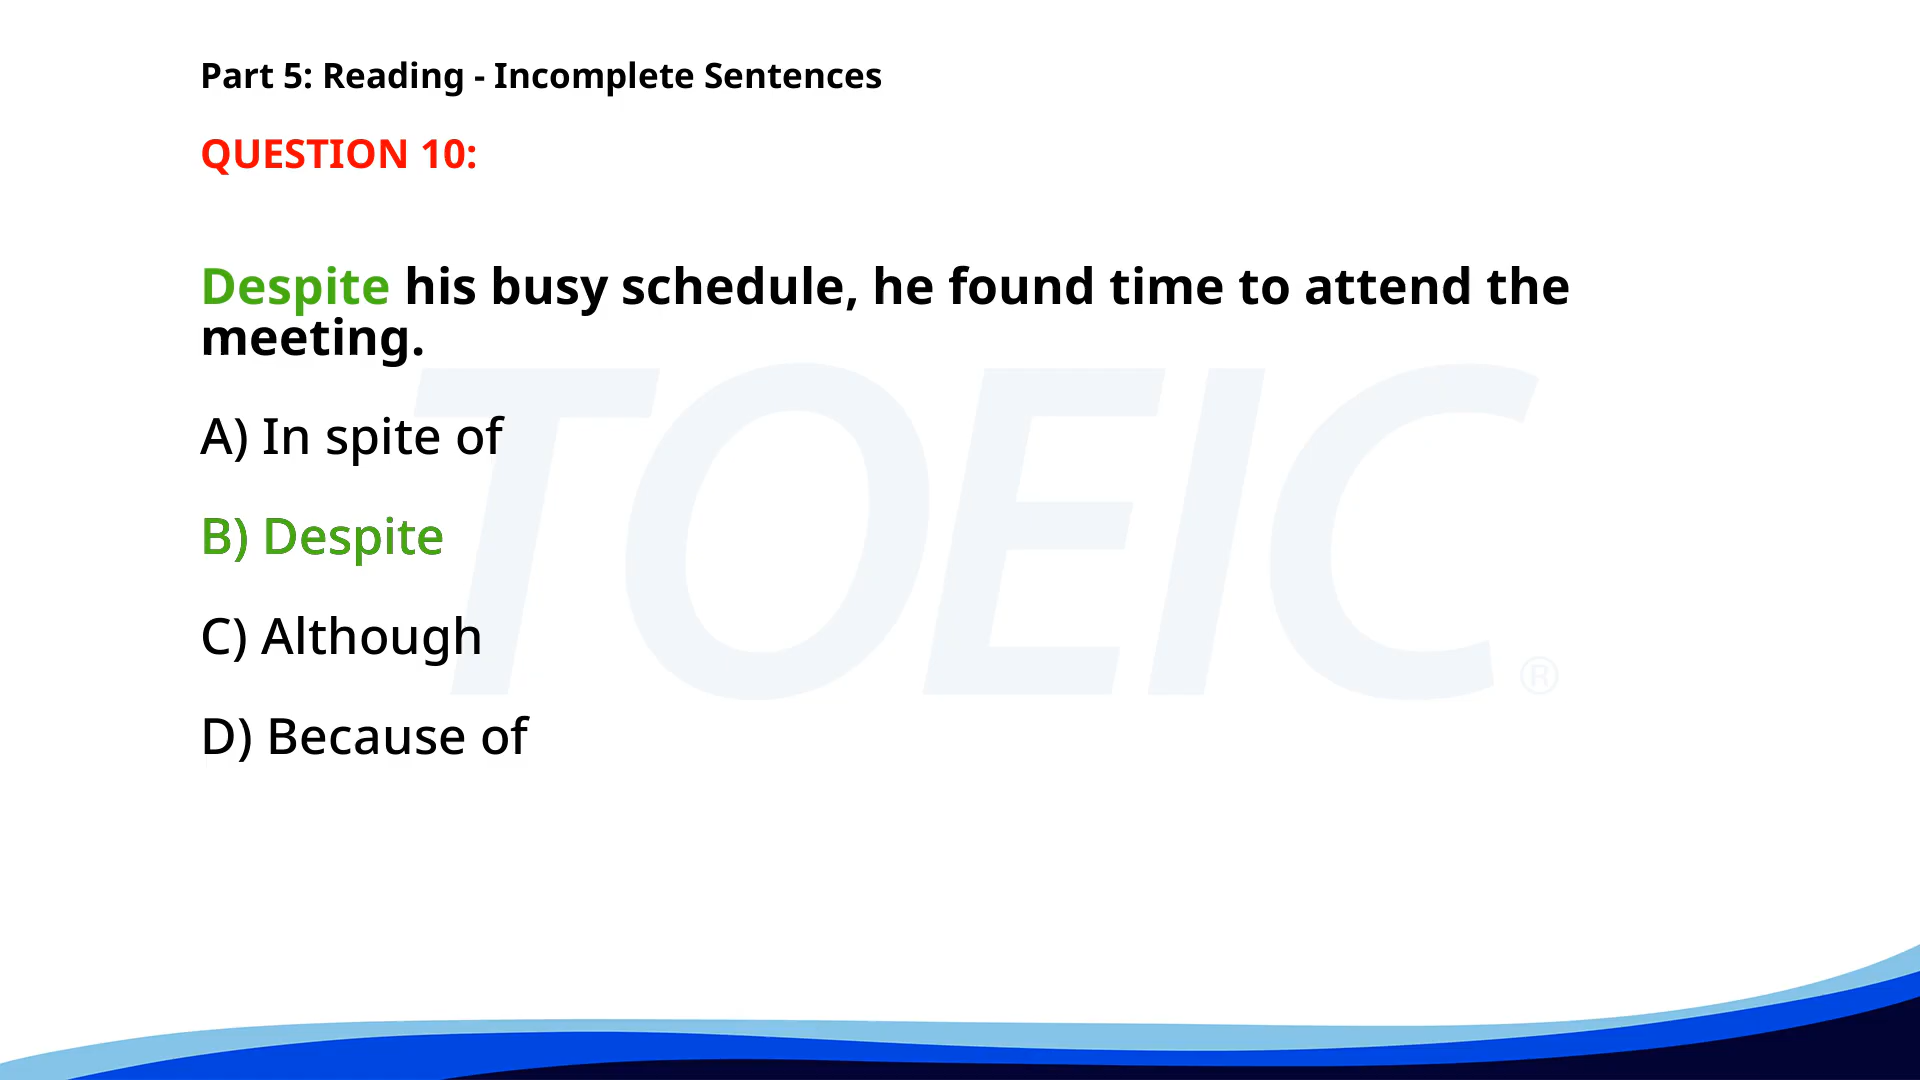 Part 5: Reading - Incomplete Sentences
QUESTION 10:
Despite his busy schedule, he found time to attend the
meeting.
A) In spite of
B) Despite
C) Although
D) Because of
TOEIC®